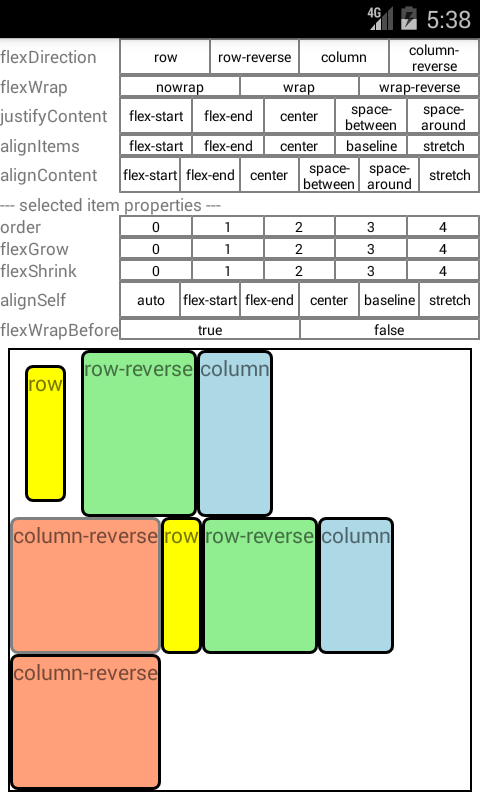 4G 5:38
flexDirection row row-reverse column column-reverse
flexWrap nowrap wrap wrap-reverse
justifyContent flex-start flex-end center space-between space-around
alignItems flex-start flex-end center baseline stretch
alignContent flex-start flex-end center space-between space-around stretch
--- selected item properties ---
order 0 1 2 3 4
flexGrow 0 1 2 3 4
flexShrink 0 1 2 3 4
alignSelf auto flex-start flex-end center baseline stretch
flexWrapBefore true false
row row-reverse column
column-reverse row row-reverse column
column-reverse